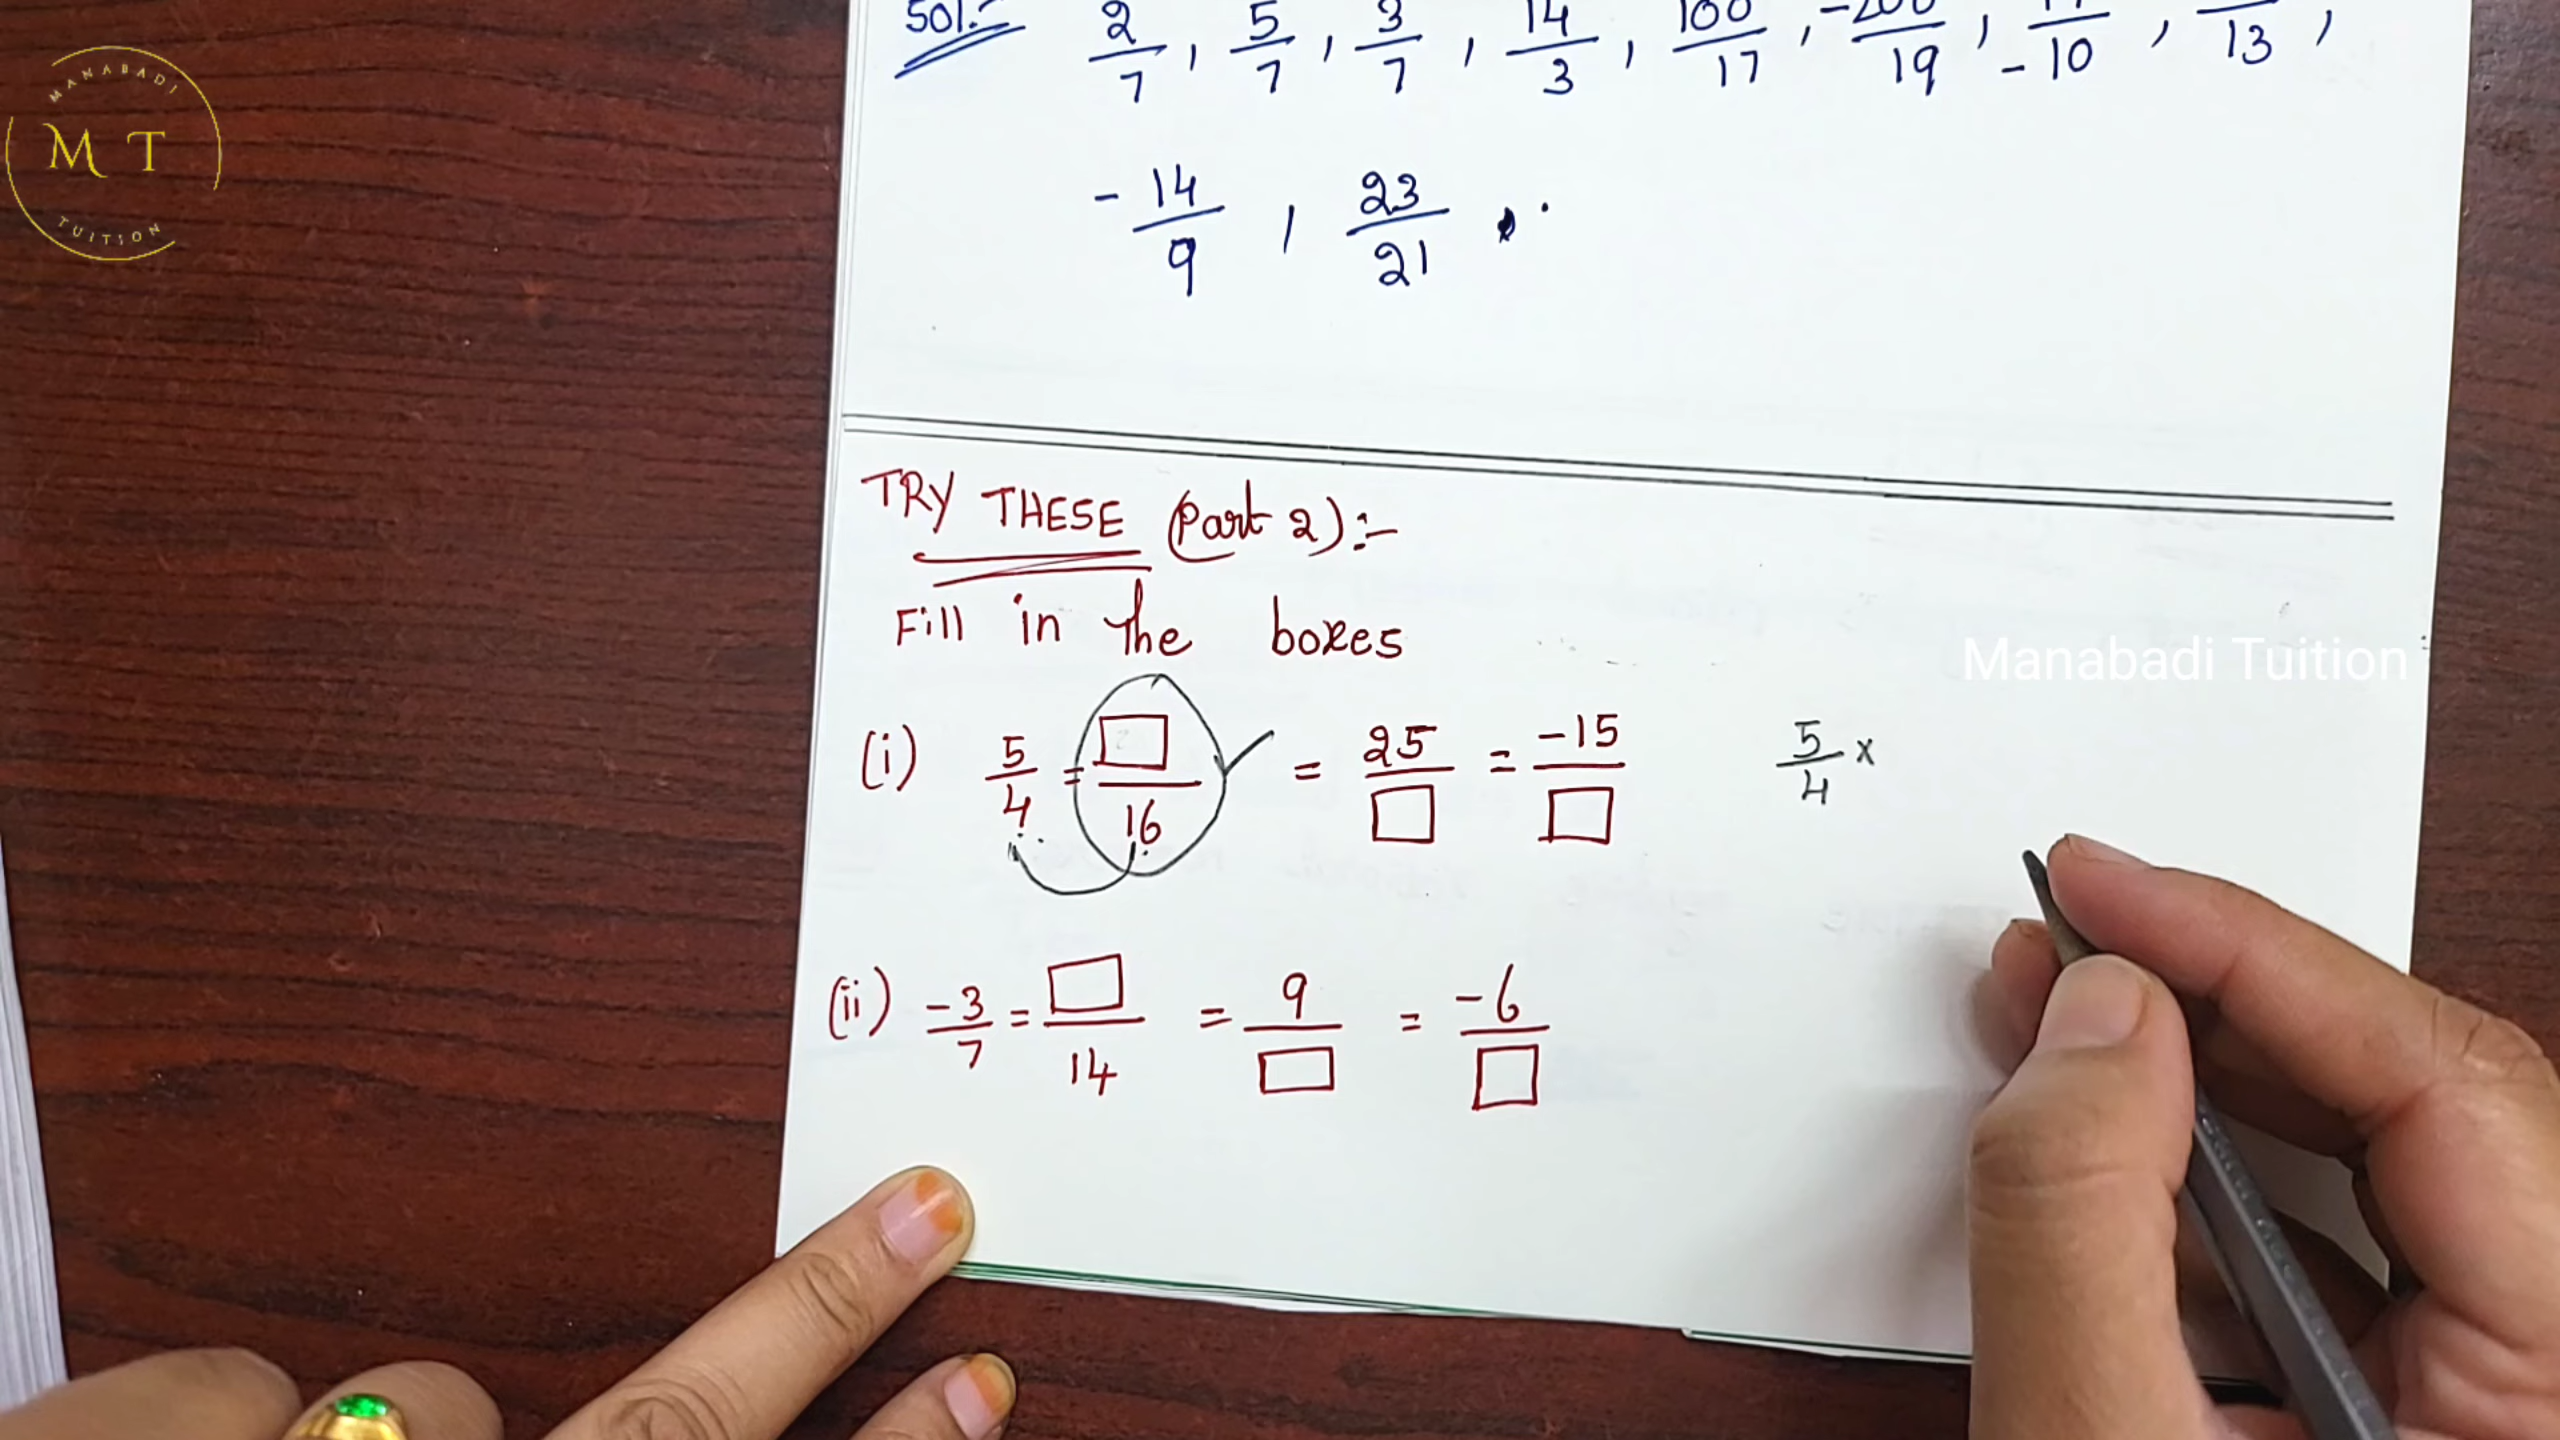 MANABADI
M T
TUITION
Sol:-
2/7, 5/7, 3/7, 14/3, 100/17, -200/19, /-10, /13,
-14/9, 23/21 .
TRY THESE (Part 2):-
Fill in the boxes
Manabadi Tuition
(i) 5/4 = □/16 = 25/□ = -15/□ 5/4 x
(ii) -3/7 = □/14 = 9/□ = -6/□